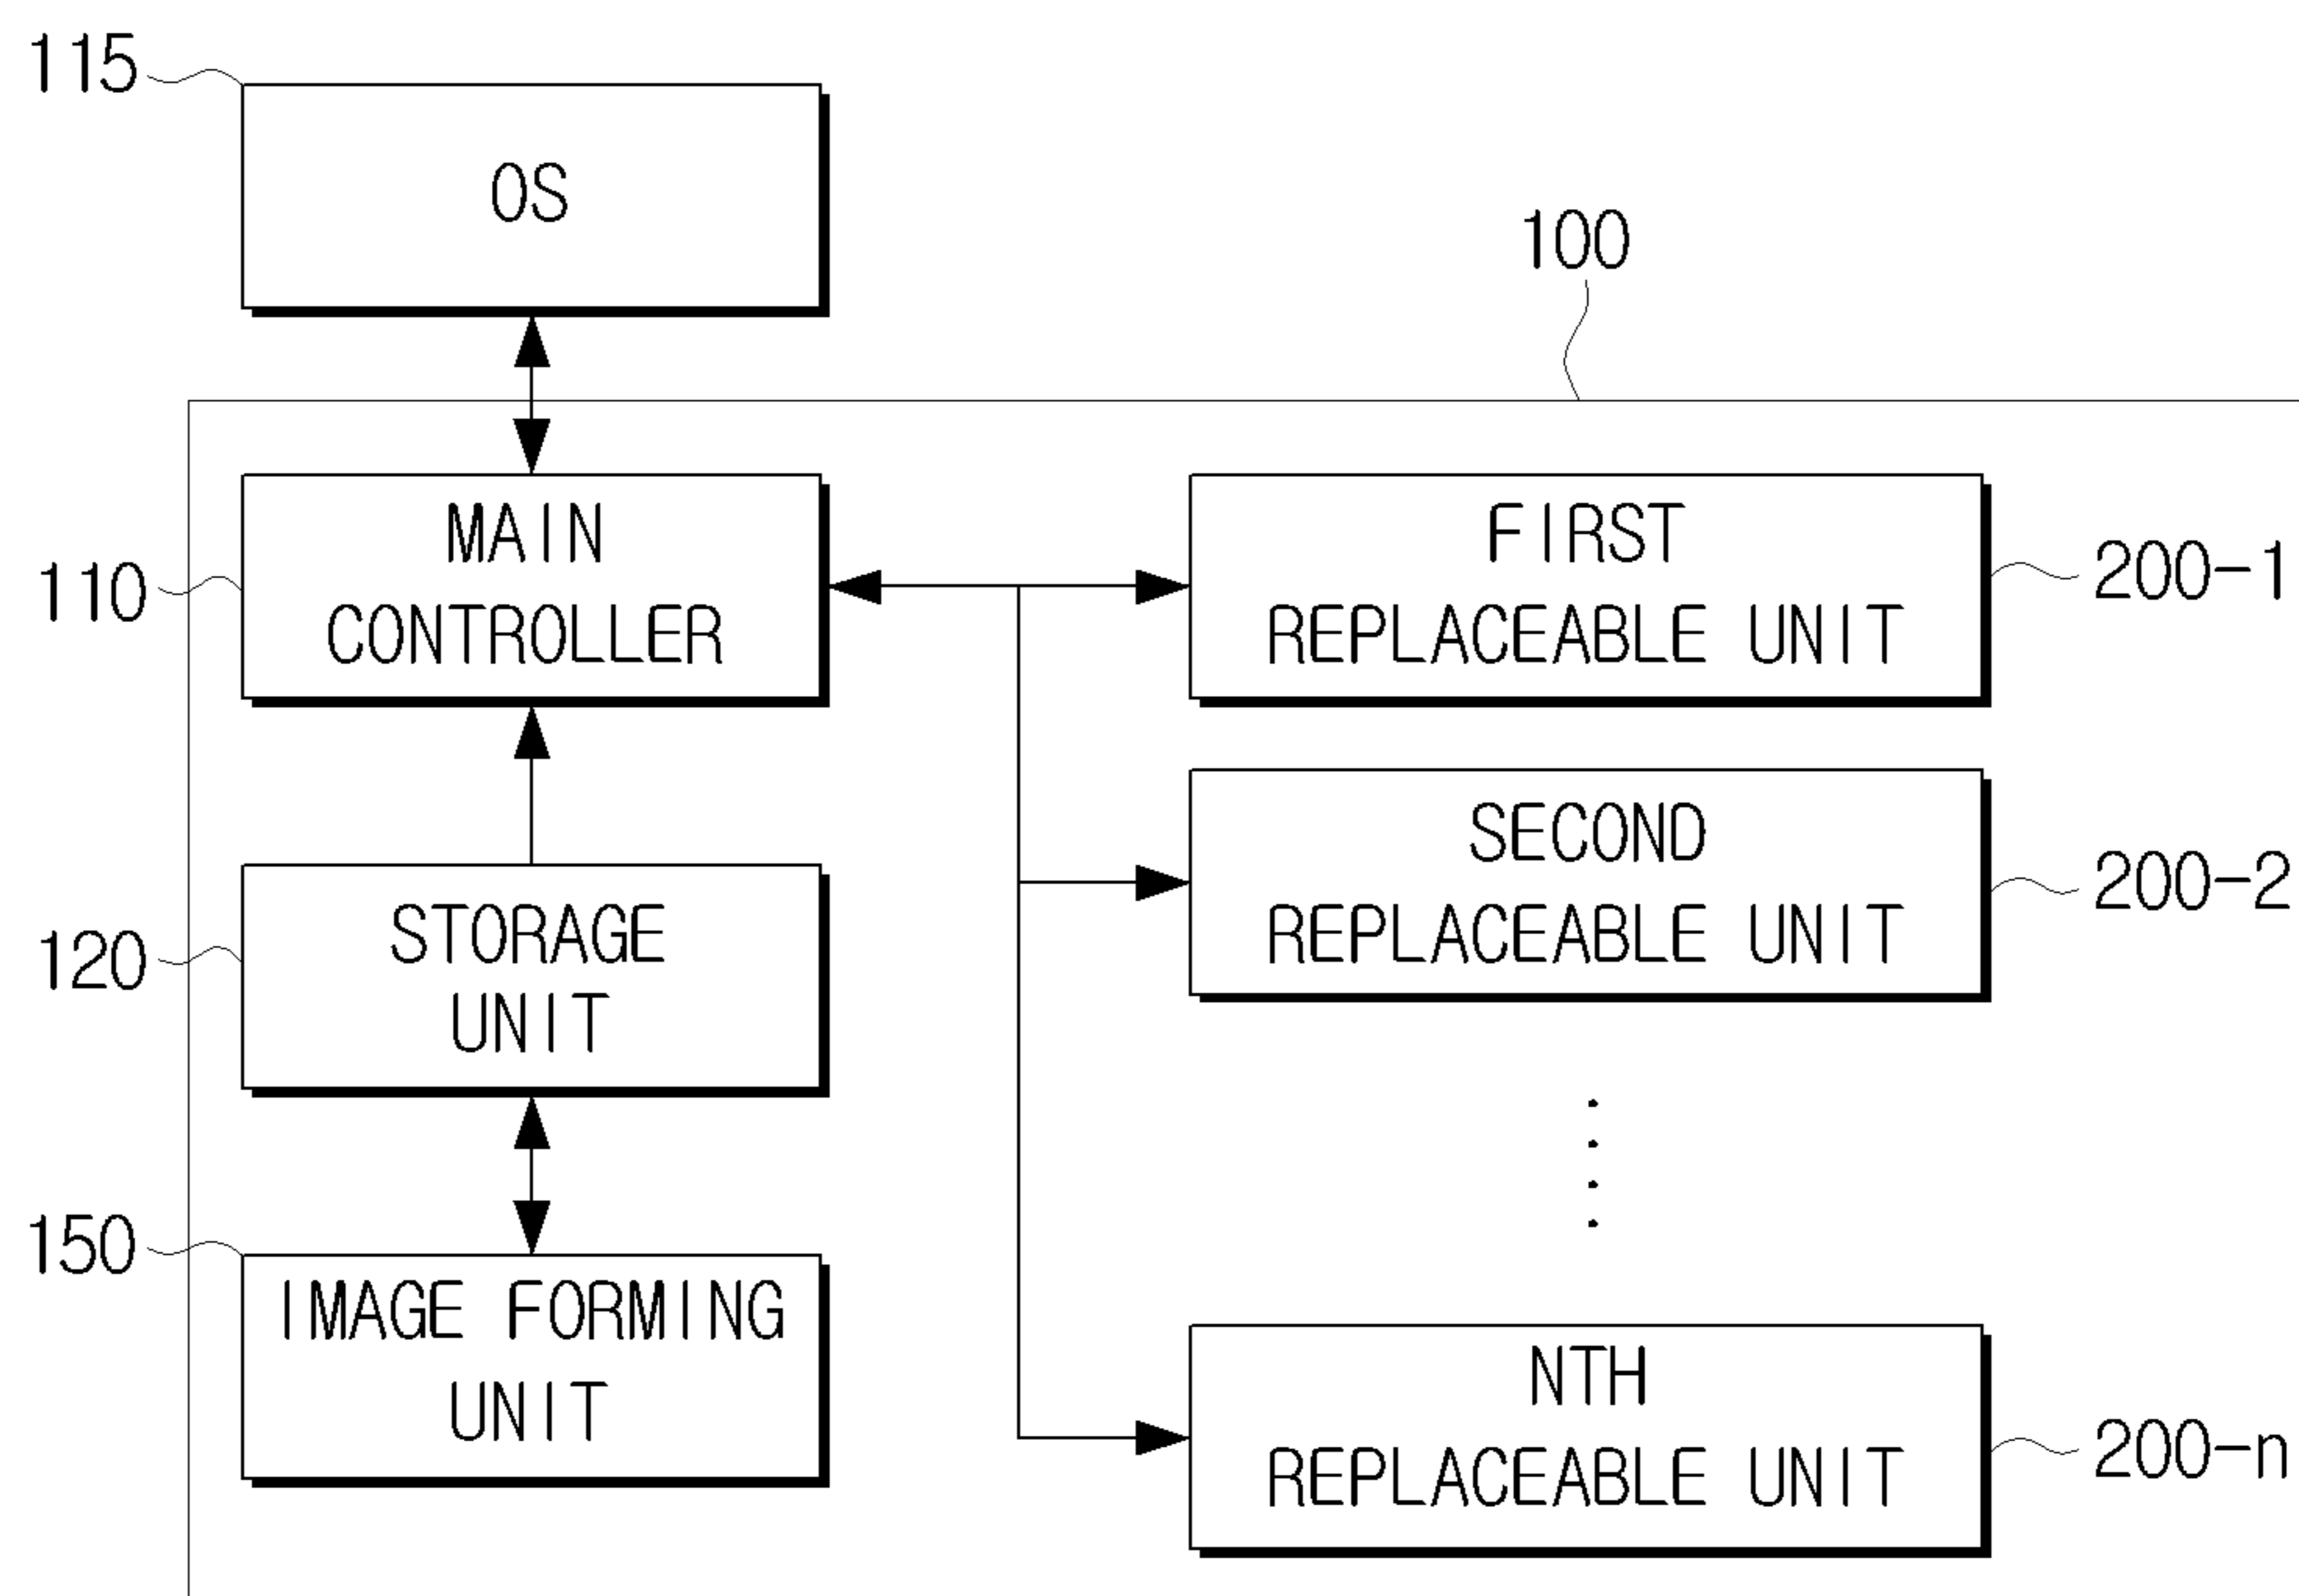 115
OS
100
110
MAIN
CONTROLLER
FIRST
REPLACEABLE UNIT
200-1
120
STORAGE
UNIT
SECOND
REPLACEABLE UNIT
200-2
150
IMAGE FORMING
UNIT
NTH
REPLACEABLE UNIT
200-n